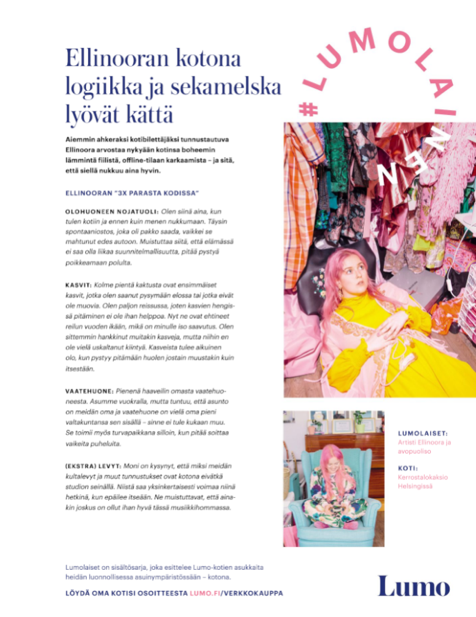 Ellinooran kotona
logiikka ja sekamelska
lyövät kättä
#LUMOLAINEN
Aiemmin ahkeraksi kotibilettäjäksi tunnustautuva
Ellinoora arvostaa nykyään kotinsa boheemin
lämmintä fiilistä, offline-tilaan karkaamista – ja sitä,
että siellä nukkuu aina hyvin.
ELLINOORAN "3X PARASTA KODISSA"
OLOHUONEEN NOJATUOLI: Olen siinä aina, kun
tulen kotiin ja ennen kuin menen nukkumaan. Täysin
spontaaniostos, joka oli pakko saada, vaikkei se
mahtunut edes autoon. Muistuttaa siitä, että elämässä
ei saa olla liikaa suunnitelmallisuutta, pitää pystyä
poikkeamaan polulta.
KASVIT: Kolme pientä kaktusta ovat ensimmäiset
kasvit, jotka olen saanut pysymään elossa tai jotka eivät
ole muovia. Olen paljon reissussa, joten kasvien hengis-
sä pitäminen ei ole ihan helppoa. Nyt ne ovat ehtineet
reilun vuoden ikään, mikä on minulle iso saavutus. Olen
sittemmin hankkinut muitakin kasveja, mutta niihin en
ole vielä uskaltanut kiintyä. Kasveista tulee aikuinen
olo, kun pystyy pitämään huolen jostain muustakin kuin
itsestään.
VAATEHUONE: Pienenä haaveilin omasta vaatehuo-
neesta. Asumme vuokralla, mutta tuntuu, että asunto
on meidän oma ja vaatehuone on vielä oma pieni
valtakuntansa sen sisällä – sinne ei tule kukaan muu.
Se toimii myös turvapaikkana silloin, kun pitää soittaa
vaikeita puheluita.
(EKSTRA) LEVYT: Moni on kysynyt, että miksi meidän
kultalevyt ja muut tunnustukset ovat kotona eivätkä
studion seinällä. Niistä saa yksinkertaisesti voimaa niinä
hetkinä, kun epäilee itseään. Ne muistuttavat, että aina-
kin joskus on ollut ihan hyvä tässä musiikkihommassa.
LUMOLAISET:
Artisti Ellinoora ja
avopuoliso
KOTI:
Kerrostalokaksio
Helsingissä
Lumolaiset on sisältösarja, joka esittelee Lumo-kotien asukkaita
heidän luonnollisessa asuinympäristössään – kotona.
LÖYDÄ OMA KOTISI OSOITTEESTA LUMO.FI/VERKKOKAUPPA
Lumo